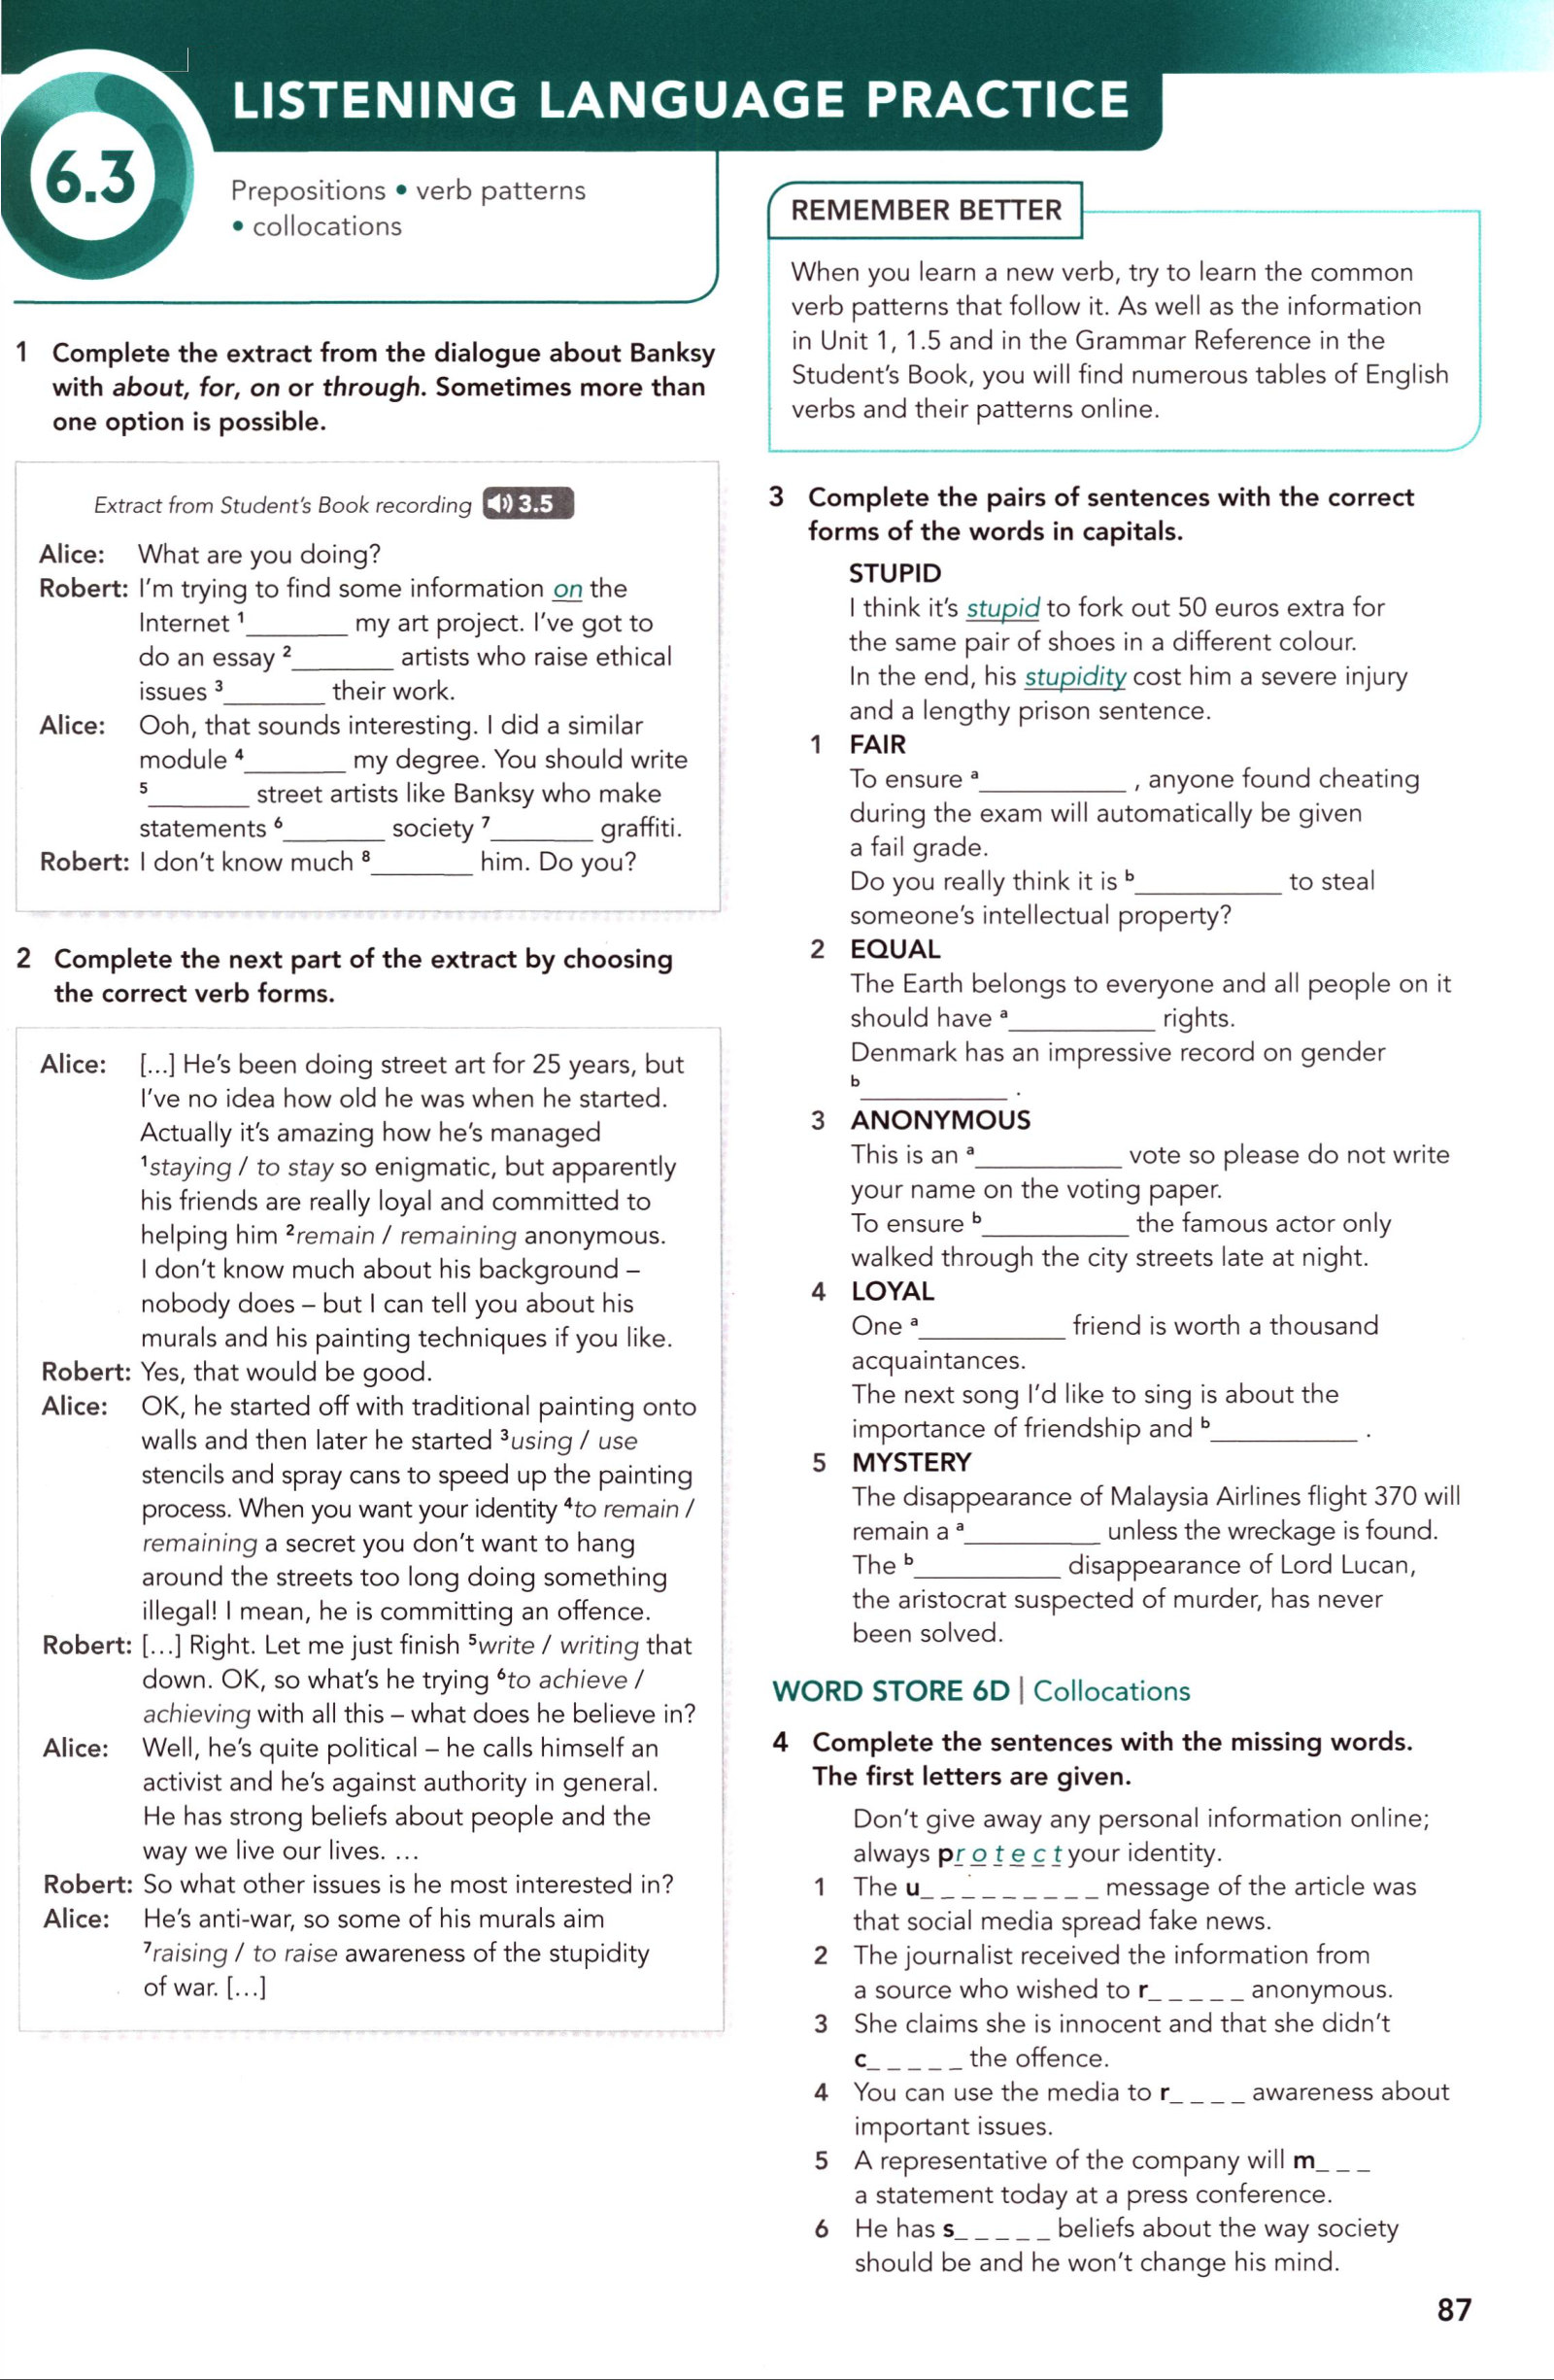 LISTENING LANGUAGE PRACTICE
6.3
Prepositions • verb patterns
• collocations
1 Complete the extract from the dialogue about Banksy
with about, for, on or through. Sometimes more than
one option is possible.
Extract from Student's Book recording 3.5
Alice: What are you doing?
Robert: I'm trying to find some information on the
Internet 1________ my art project. I've got to
do an essay 2________ artists who raise ethical
issues 3________ their work.
Alice: Ooh, that sounds interesting. I did a similar
module 4________ my degree. You should write
5________ street artists like Banksy who make
statements 6________ society 7________ graffiti.
Robert: I don't know much 8________ him. Do you?
2 Complete the next part of the extract by choosing
the correct verb forms.
Alice: [...] He's been doing street art for 25 years, but
I've no idea how old he was when he started.
Actually it's amazing how he's managed
1staying / to stay so enigmatic, but apparently
his friends are really loyal and committed to
helping him 2remain / remaining anonymous.
I don't know much about his background –
nobody does – but I can tell you about his
murals and his painting techniques if you like.
Robert: Yes, that would be good.
Alice: OK, he started off with traditional painting onto
walls and then later he started 3using / use
stencils and spray cans to speed up the painting
process. When you want your identity 4to remain /
remaining a secret you don't want to hang
around the streets too long doing something
illegal! I mean, he is committing an offence.
Robert: [...] Right. Let me just finish 5write / writing that
down. OK, so what's he trying 6to achieve /
achieving with all this – what does he believe in?
Alice: Well, he's quite political – he calls himself an
activist and he's against authority in general.
He has strong beliefs about people and the
way we live our lives. ...
Robert: So what other issues is he most interested in?
Alice: He's anti-war, so some of his murals aim
7raising / to raise awareness of the stupidity
of war. [...]
REMEMBER BETTER
When you learn a new verb, try to learn the common
verb patterns that follow it. As well as the information
in Unit 1, 1.5 and in the Grammar Reference in the
Student's Book, you will find numerous tables of English
verbs and their patterns online.
3 Complete the pairs of sentences with the correct
forms of the words in capitals.
STUPID
I think it's stupid to fork out 50 euros extra for
the same pair of shoes in a different colour.
In the end, his stupidity cost him a severe injury
and a lengthy prison sentence.
1 FAIR
To ensure a____________ , anyone found cheating
during the exam will automatically be given
a fail grade.
Do you really think it is b____________ to steal
someone's intellectual property?
2 EQUAL
The Earth belongs to everyone and all people on it
should have a____________ rights.
Denmark has an impressive record on gender
b____________ .
3 ANONYMOUS
This is an a____________ vote so please do not write
your name on the voting paper.
To ensure b____________ the famous actor only
walked through the city streets late at night.
4 LOYAL
One a____________ friend is worth a thousand
acquaintances.
The next song I'd like to sing is about the
importance of friendship and b____________ .
5 MYSTERY
The disappearance of Malaysia Airlines flight 370 will
remain a a___________ unless the wreckage is found.
The b____________ disappearance of Lord Lucan,
the aristocrat suspected of murder, has never
been solved.
WORD STORE 6D | Collocations
4 Complete the sentences with the missing words.
The first letters are given.
Don't give away any personal information online;
always protect your identity.
1 The u_ _ _ _ _ _ _ _ _ message of the article was
that social media spread fake news.
2 The journalist received the information from
a source who wished to r_ _ _ _ _ anonymous.
3 She claims she is innocent and that she didn't
c_ _ _ _ _ the offence.
4 You can use the media to r_ _ _ _ awareness about
important issues.
5 A representative of the company will m_ _ _
a statement today at a press conference.
6 He has s_ _ _ _ _ beliefs about the way society
should be and he won't change his mind.
87